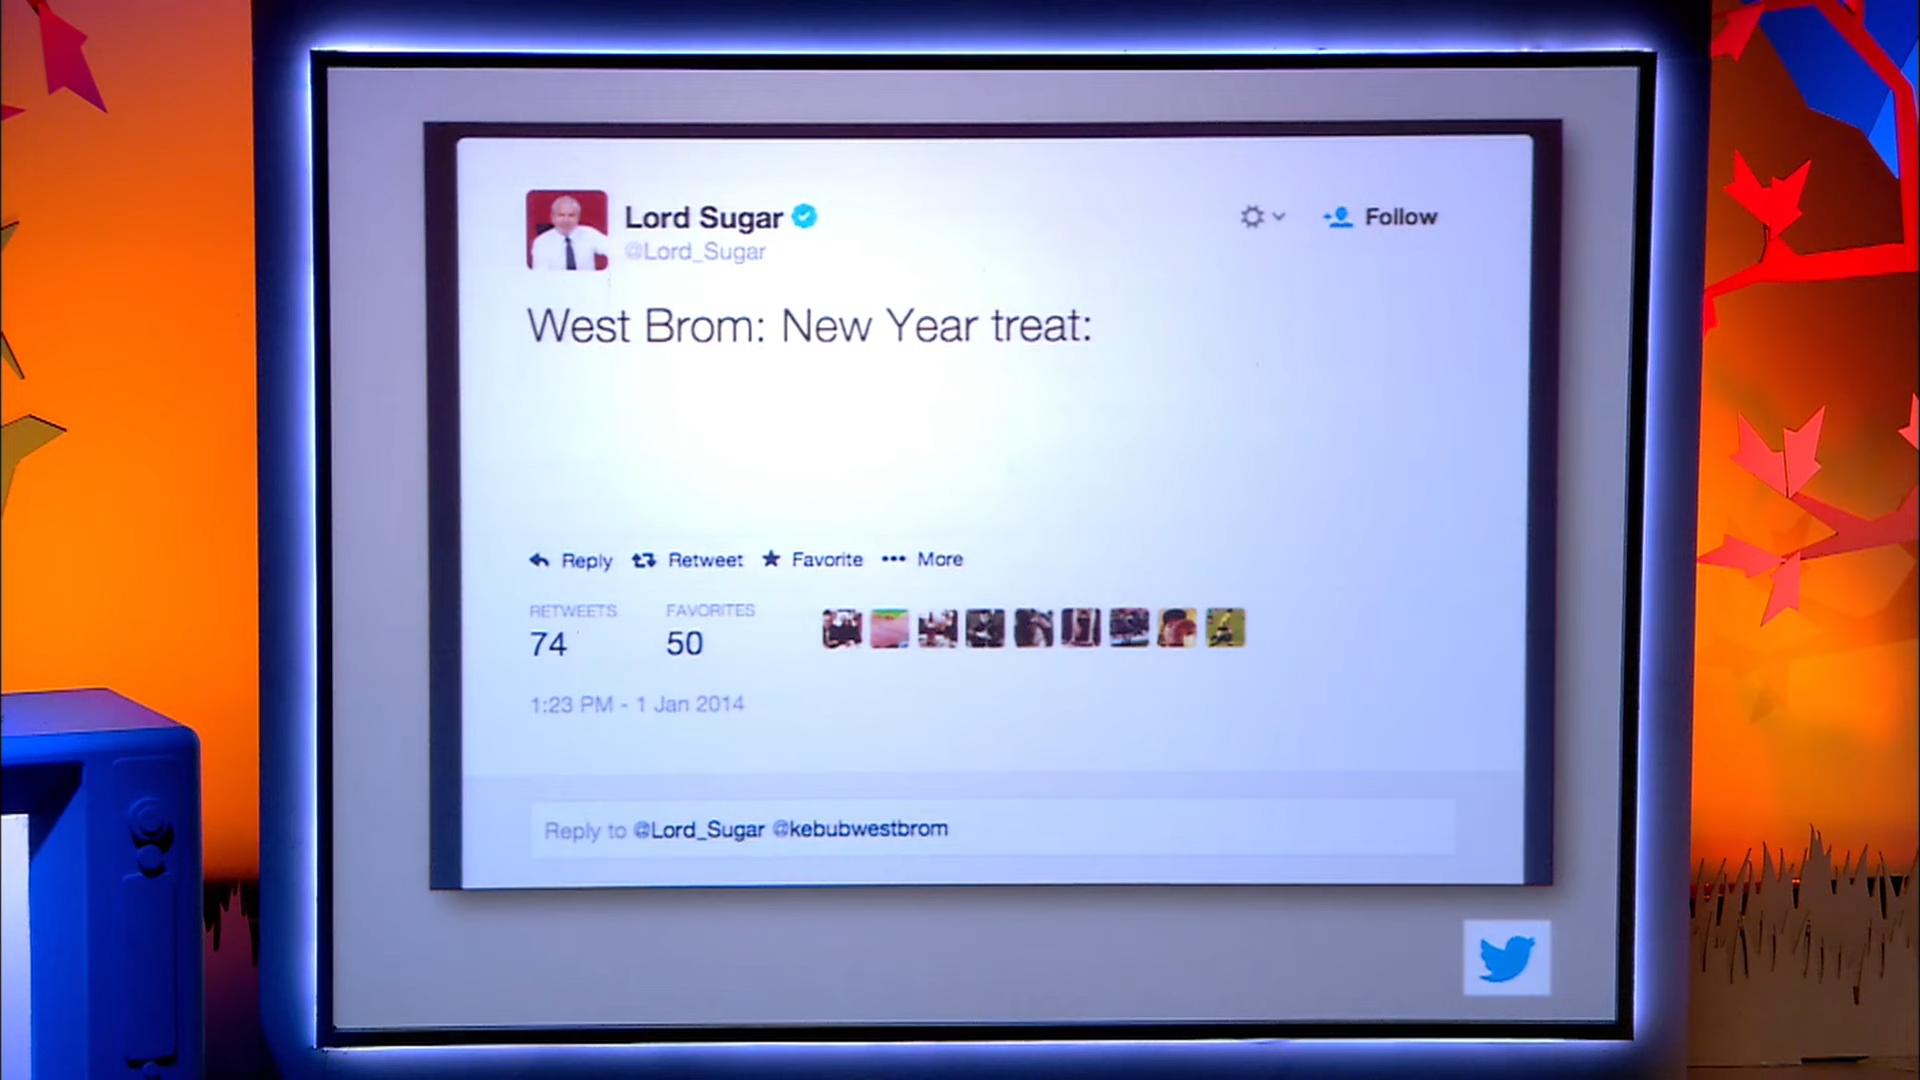 Lord Sugar
@Lord_Sugar
Follow
West Brom: New Year treat:
Reply Retweet Favorite More
RETWEETS FAVORITES
74 50
1:23 PM - 1 Jan 2014
Reply to @Lord_Sugar @kebubwestbrom